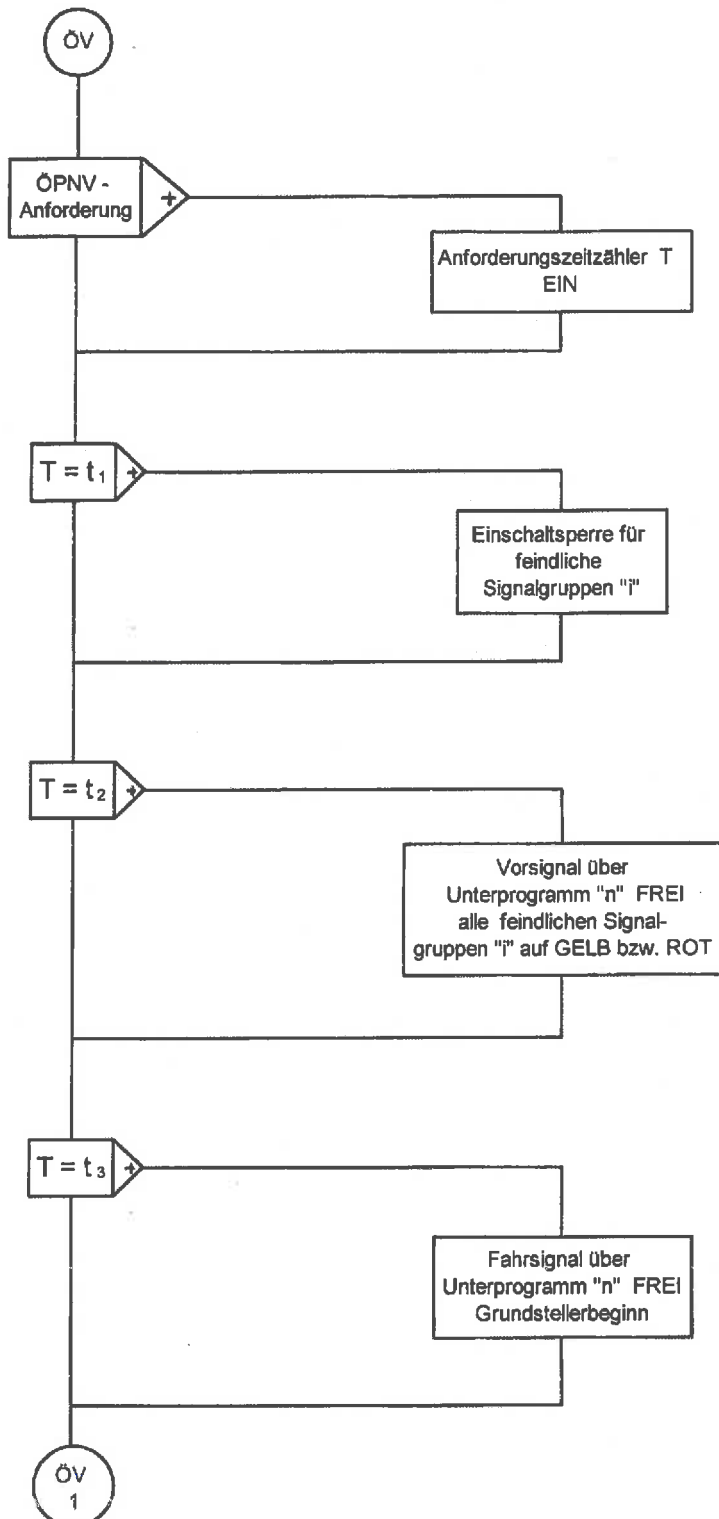 ÖV
ÖPNV -
Anforderung
+
Anforderungszeitzähler T
EIN
T = t₁
+
Einschaltsperre für
feindliche
Signalgruppen "i"
T = t₂
+
Vorsignal über
Unterprogramm "n" FREI
alle feindlichen Signal-
gruppen "i" auf GELB bzw. ROT
T = t₃
+
Fahrsignal über
Unterprogramm "n" FREI
Grundstellerbeginn
ÖV
1